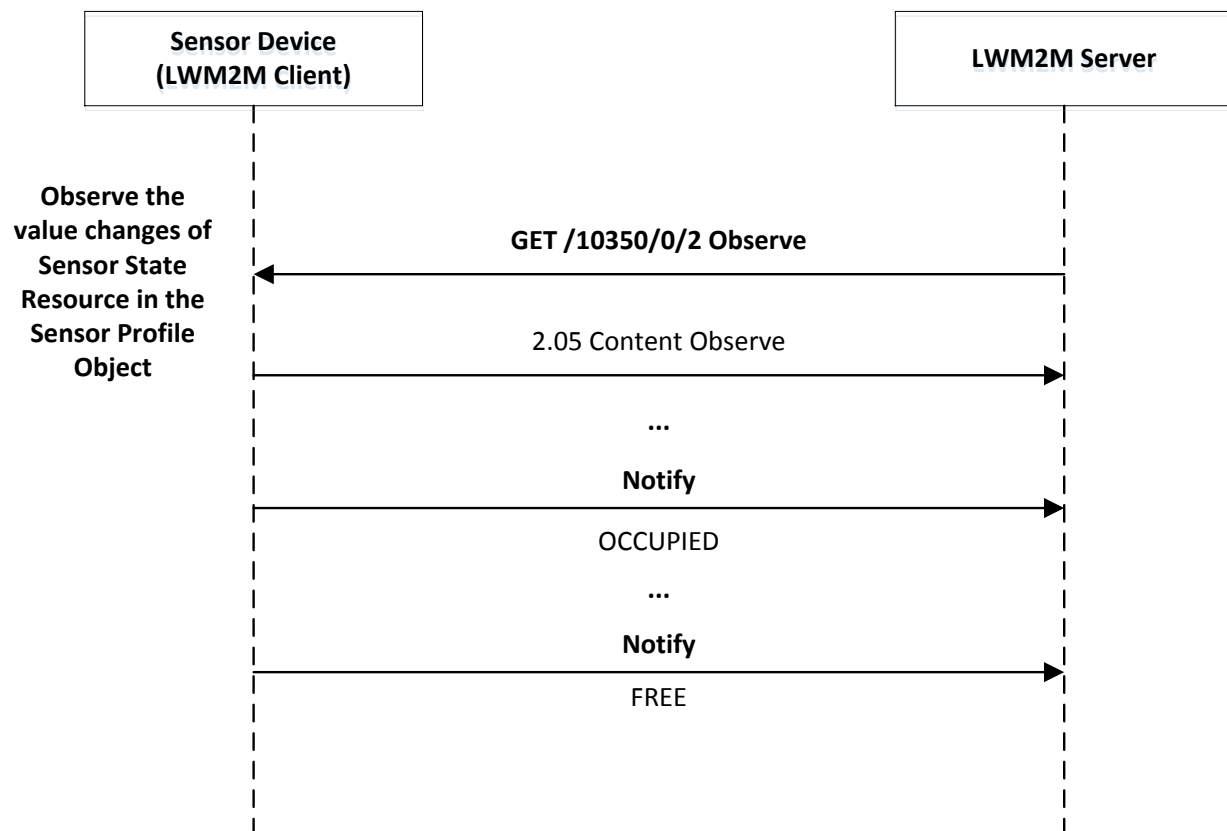 Sensor Device
(LWM2M Client)
LWM2M Server
Observe the
value changes of
Sensor State
Resource in the
Sensor Profile
Object
GET /10350/0/2 Observe
2.05 Content Observe
...
Notify
OCCUPIED
...
Notify
FREE